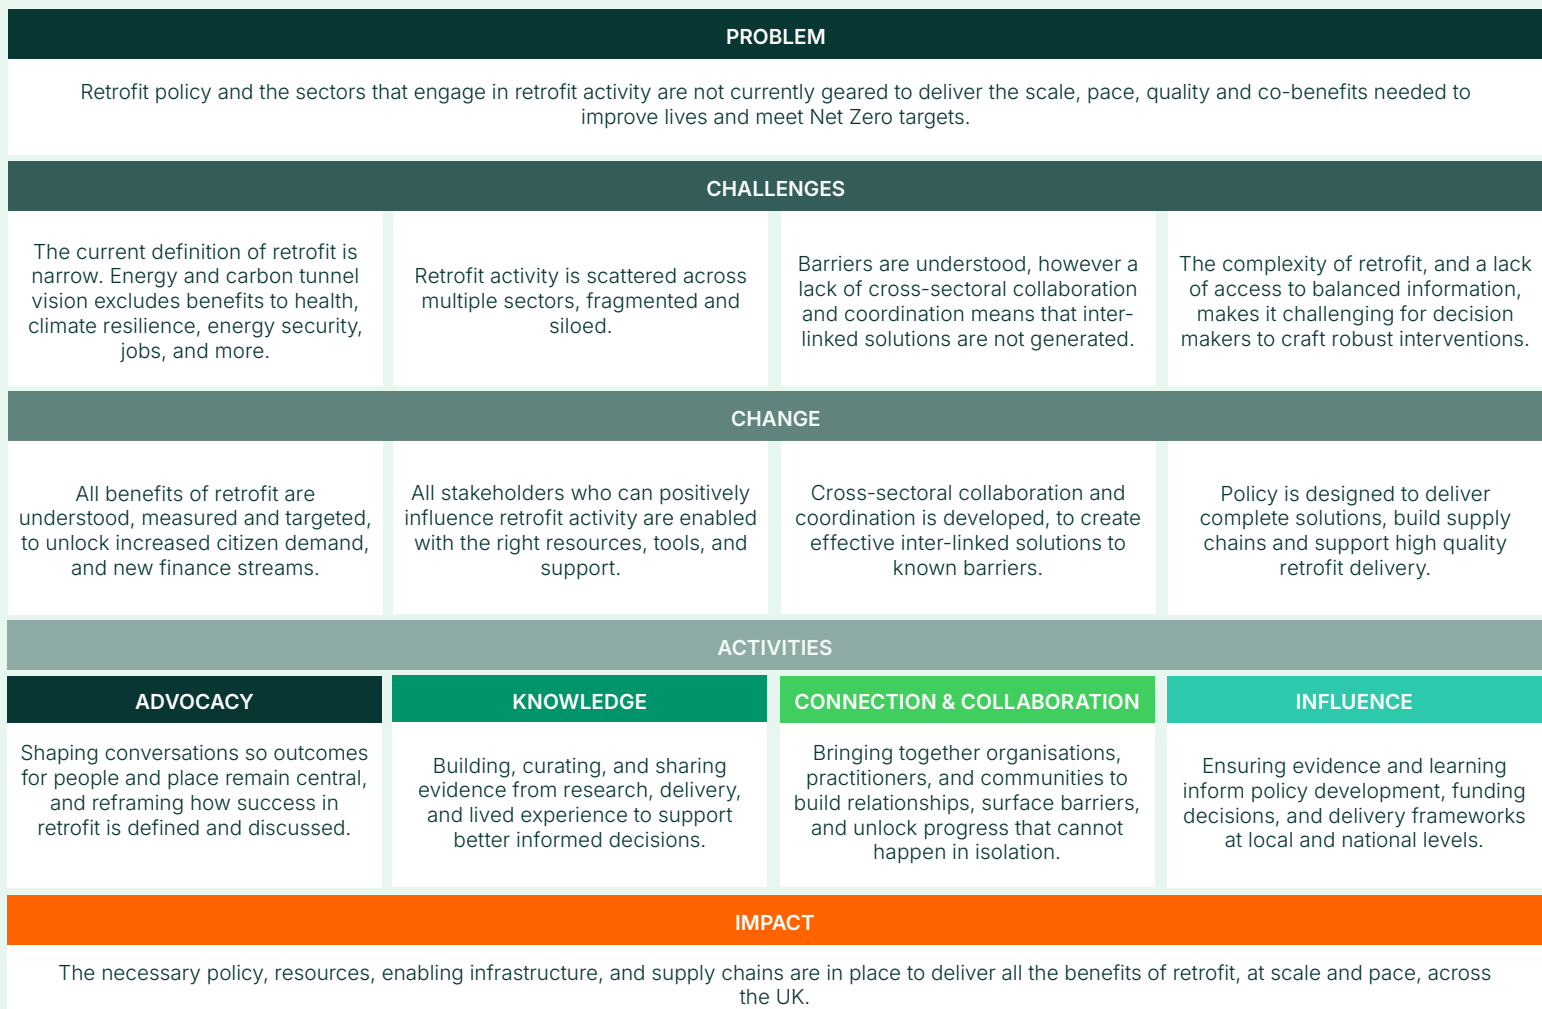 PROBLEM
Retrofit policy and the sectors that engage in retrofit activity are not currently geared to deliver the scale, pace, quality and co-benefits needed to
improve lives and meet Net Zero targets.
CHALLENGES
The current definition of retrofit is
narrow. Energy and carbon tunnel
vision excludes benefits to health,
climate resilience, energy security,
jobs, and more.
Retrofit activity is scattered across
multiple sectors, fragmented and
siloed.
Barriers are understood, however a
lack of cross-sectoral collaboration
and coordination means that inter-
linked solutions are not generated.
The complexity of retrofit, and a lack
of access to balanced information,
makes it challenging for decision
makers to craft robust interventions.
CHANGE
All benefits of retrofit are
understood, measured and targeted,
to unlock increased citizen demand,
and new finance streams.
All stakeholders who can positively
influence retrofit activity are enabled
with the right resources, tools, and
support.
Cross-sectoral collaboration and
coordination is developed, to create
effective inter-linked solutions to
known barriers.
Policy is designed to deliver
complete solutions, build supply
chains and support high quality
retrofit delivery.
ACTIVITIES
ADVOCACY
Shaping conversations so outcomes
for people and place remain central,
and reframing how success in
retrofit is defined and discussed.
KNOWLEDGE
Building, curating, and sharing
evidence from research, delivery,
and lived experience to support
better informed decisions.
CONNECTION & COLLABORATION
Bringing together organisations,
practitioners, and communities to
build relationships, surface barriers,
and unlock progress that cannot
happen in isolation.
INFLUENCE
Ensuring evidence and learning
inform policy development, funding
decisions, and delivery frameworks
at local and national levels.
IMPACT
The necessary policy, resources, enabling infrastructure, and supply chains are in place to deliver all the benefits of retrofit, at scale and pace, across
the UK.